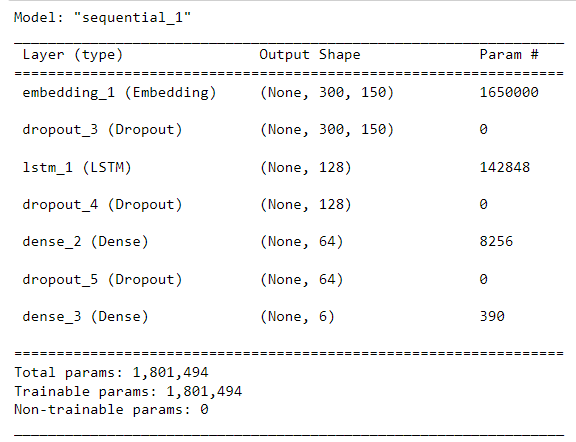 Model: "sequential_1"
Layer (type) Output Shape Param #
embedding_1 (Embedding) (None, 300, 150) 1650000
dropout_3 (Dropout) (None, 300, 150) 0
lstm_1 (LSTM) (None, 128) 142848
dropout_4 (Dropout) (None, 128) 0
dense_2 (Dense) (None, 64) 8256
dropout_5 (Dropout) (None, 64) 0
dense_3 (Dense) (None, 6) 390
Total params: 1,801,494
Trainable params: 1,801,494
Non-trainable params: 0